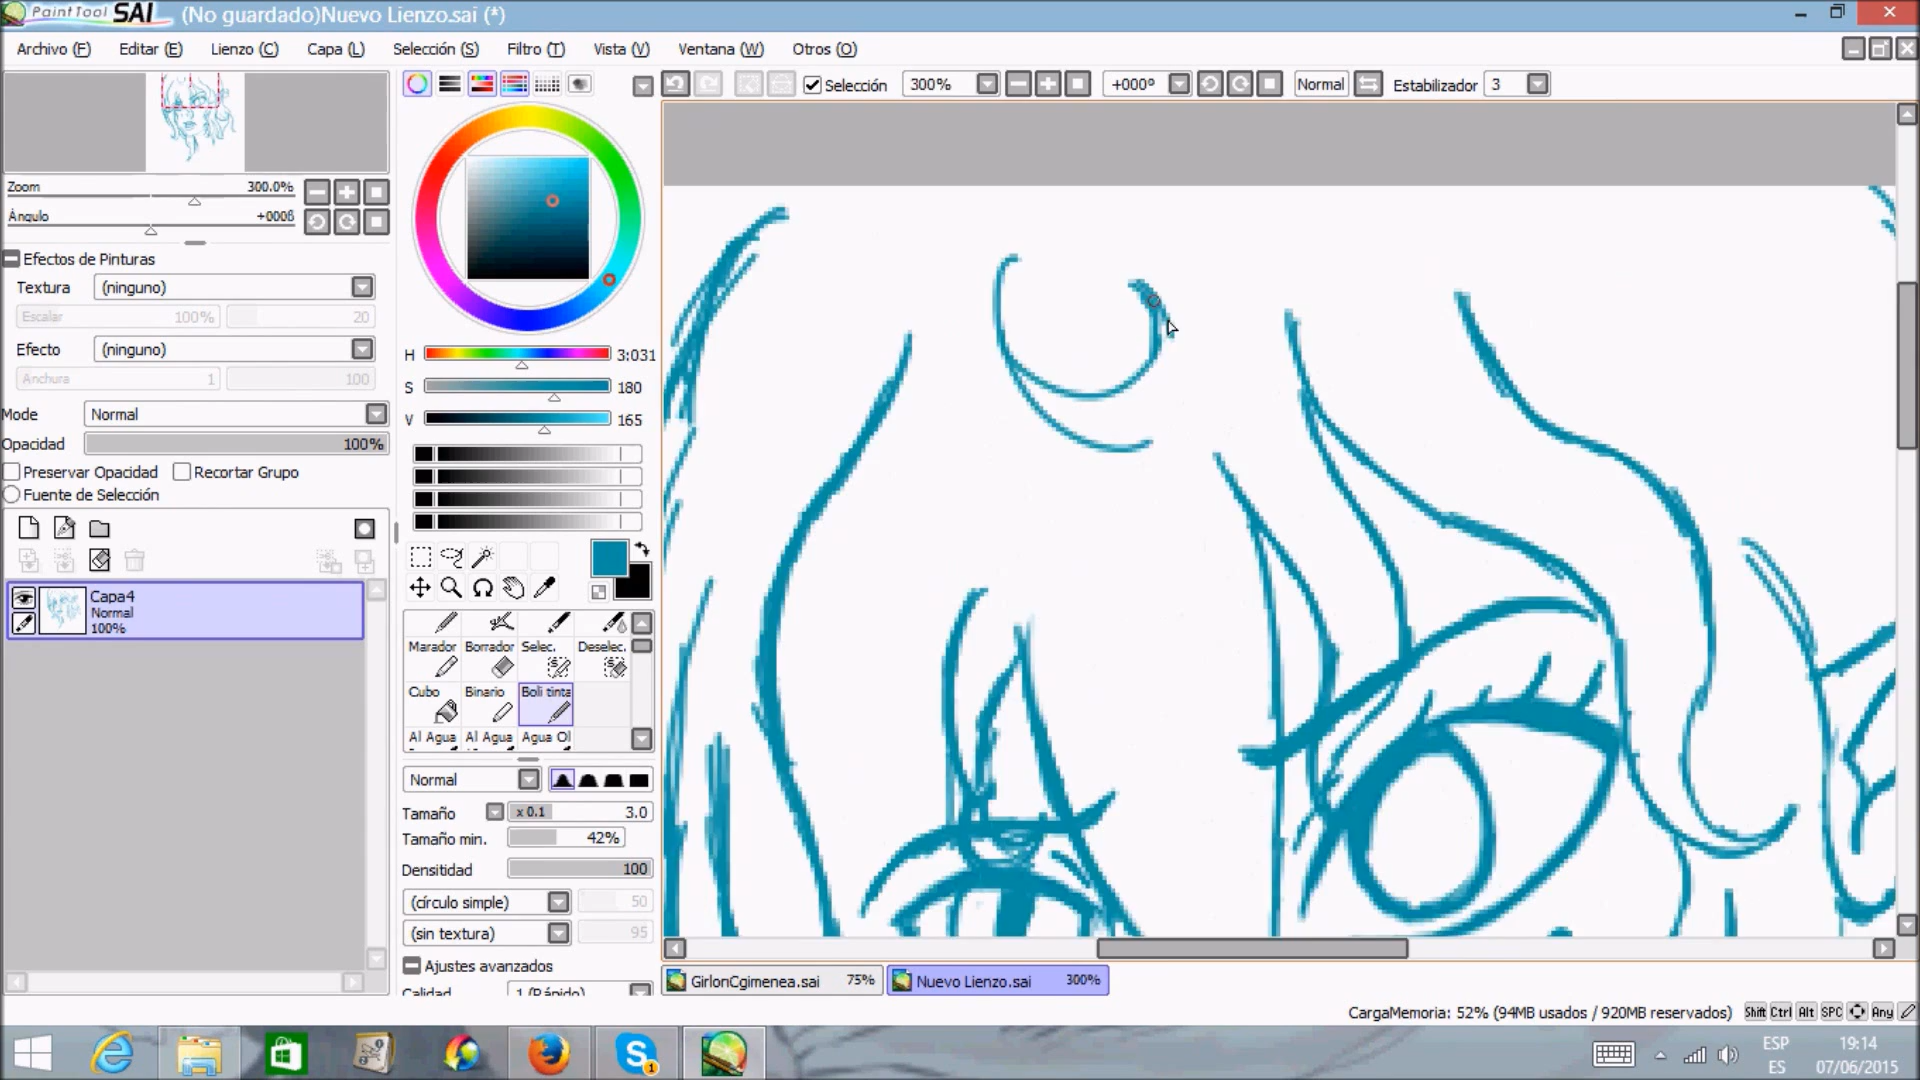 PaintTool SAI (No guardado)Nuevo Lienzo.sai (*)
Archivo (F) Editar (E) Lienzo (C) Capa (L) Selección (S) Filtro (T) Vista (V) Ventana (W) Otros (O)
Selección 300% +000º Normal Estabilizador 3
Zoom 300.0%
Ángulo +000ß
Efectos de Pinturas
Textura (ninguno)
Escalar 100% 20
Efecto (ninguno)
Anchura 1 100
Mode Normal
Opacidad 100%
Preservar Opacidad Recortar Grupo
Fuente de Selección
Capa4
Normal
100%
H 3:031
S 180
V 165
Marador Borrador Selec. Deselec.
Cubo Binario Boli tinta
Al Agua Al Agua Agua Ol
Normal
Tamaño x 0.1 3.0
Tamaño min. 42%
Densitidad 100
(círculo simple) 50
(sin textura) 95
Ajustes avanzados
Calidad 1 (Rápido)
GirlonCgimenea.sai 75% Nuevo Lienzo.sai 300%
CargaMemoria: 52% (94MB usados / 920MB reservados) Shift Ctrl Alt SPC Any
1
ESP
ES
19:14
07/06/2015